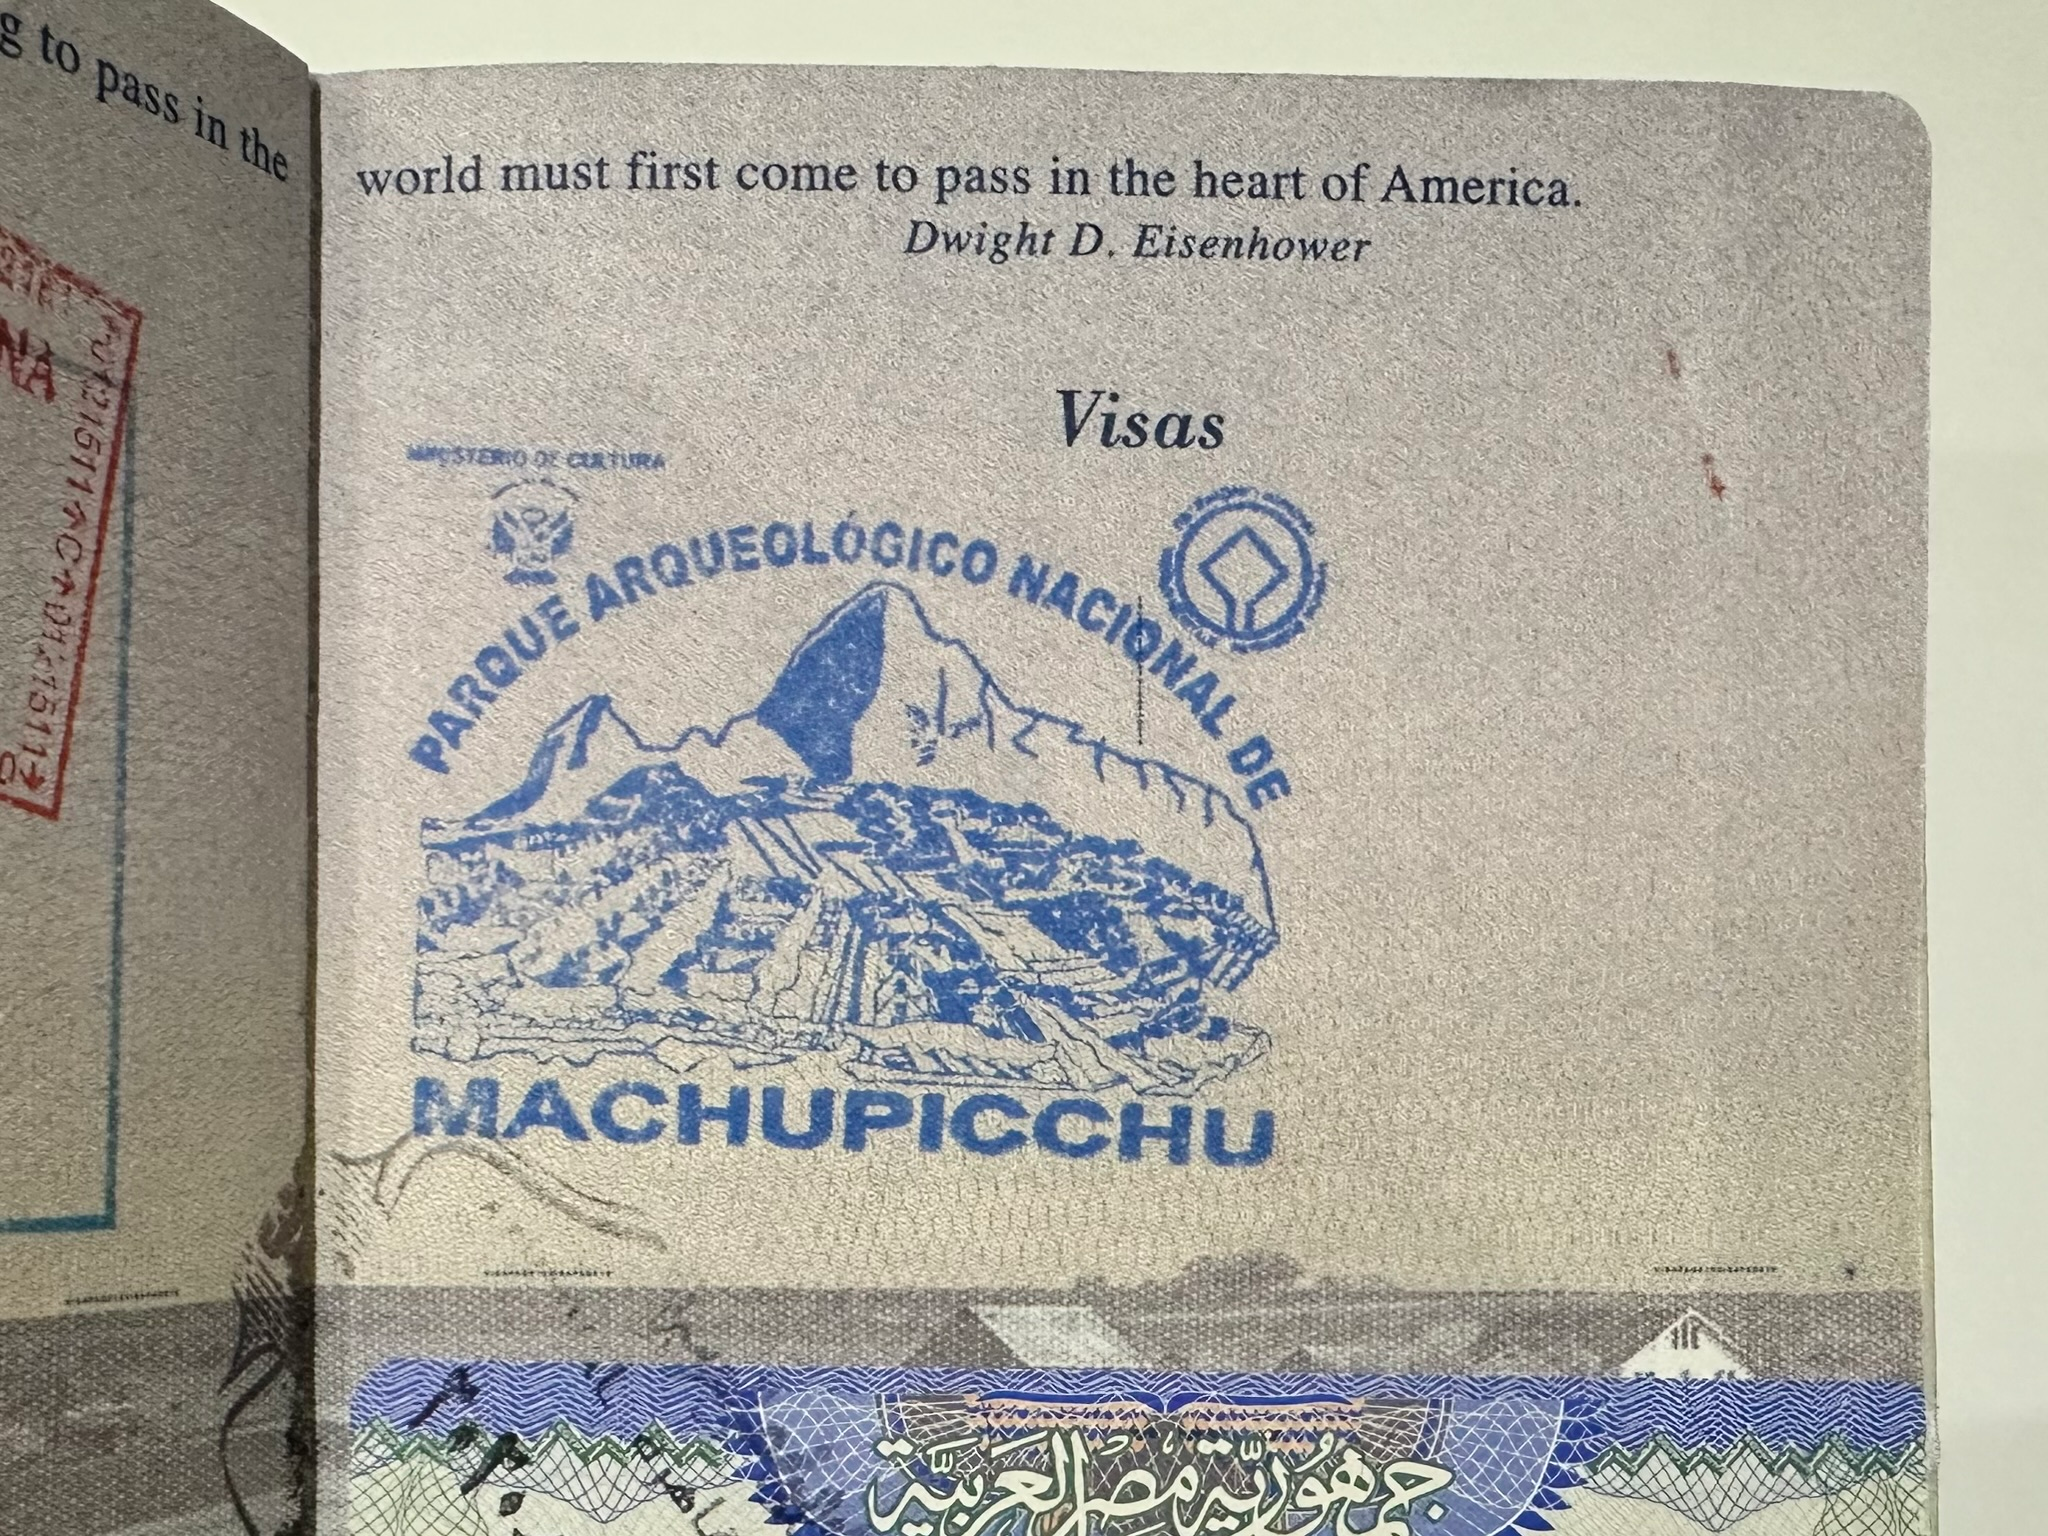 g to pass in the
world must first come to pass in the heart of America.
Dwight D. Eisenhower
Visas
MINISTERIO DE CULTURA
PARQUE ARQUEOLÓGICO NACIONAL DE
MACHUPICCHU
جمهورية مصر العربية